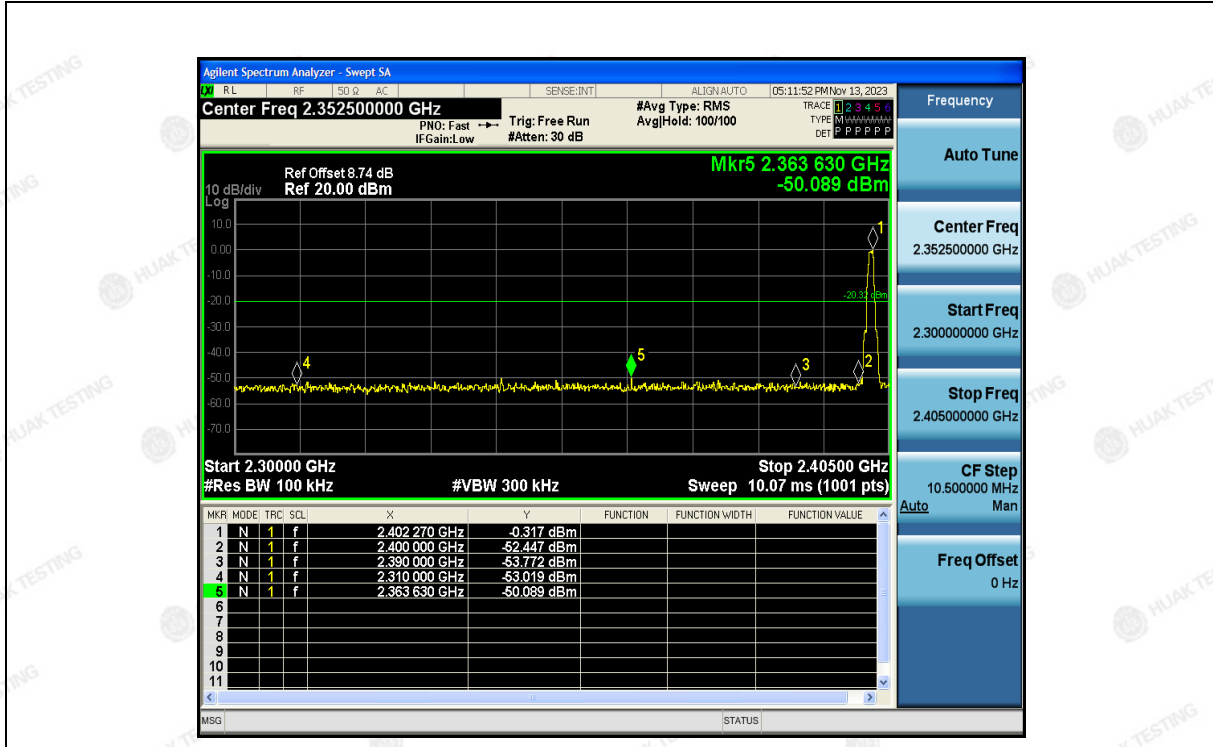 Agilent Spectrum Analyzer - Swept SA
LXI RL RF 50 Ω AC SENSE:INT ALIGN AUTO 05:11:52 PM Nov 13, 2023
Center Freq 2.352500000 GHz
PNO: Fast
IFGain:Low
Trig: Free Run
#Atten: 30 dB
#Avg Type: RMS
Avg|Hold: 100/100
TRACE 1 2 3 4 5 6
TYPE M WWWWW
DET P P P P P P
Ref Offset 8.74 dB
10 dB/div Ref 20.00 dBm
Log
Mkr5 2.363 630 GHz
-50.089 dBm
10.0
0.00
-10.0
-20.0
-30.0
-40.0
-50.0
-60.0
-70.0
1
-20.32 dBm
4
5
3
2
Start 2.30000 GHz Stop 2.40500 GHz
#Res BW 100 kHz #VBW 300 kHz Sweep 10.07 ms (1001 pts)
MKR MODE TRC SCL X Y FUNCTION FUNCTION WIDTH FUNCTION VALUE
1 N 1 f 2.402 270 GHz -0.317 dBm
2 N 1 f 2.400 000 GHz -52.447 dBm
3 N 1 f 2.390 000 GHz -53.772 dBm
4 N 1 f 2.310 000 GHz -53.019 dBm
5 N 1 f 2.363 630 GHz -50.089 dBm
6
7
8
9
10
11
MSG STATUS
Frequency
Auto Tune
Center Freq
2.352500000 GHz
Start Freq
2.300000000 GHz
Stop Freq
2.405000000 GHz
CF Step
10.500000 MHz
Auto Man
Freq Offset
0 Hz
HUAK TESTING
HUAK TESTING
HUAK TESTING
HUAK TESTING